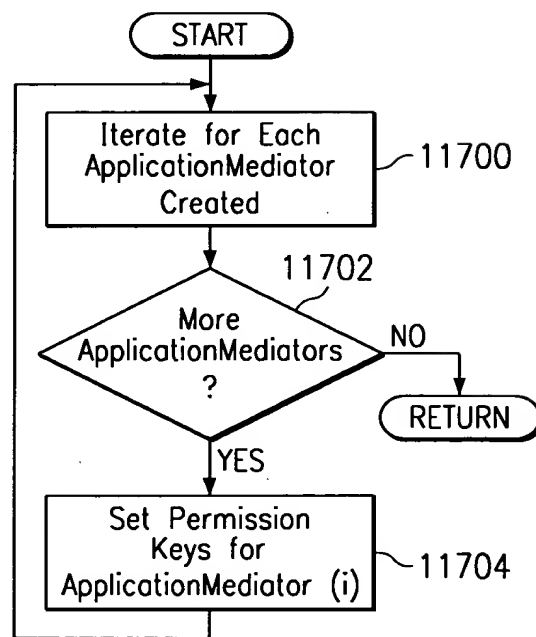 START
Iterate for Each
ApplicationMediator
Created
11700
11702
More
ApplicationMediators
?
NO
RETURN
YES
Set Permission
Keys for
ApplicationMediator (i)
11704